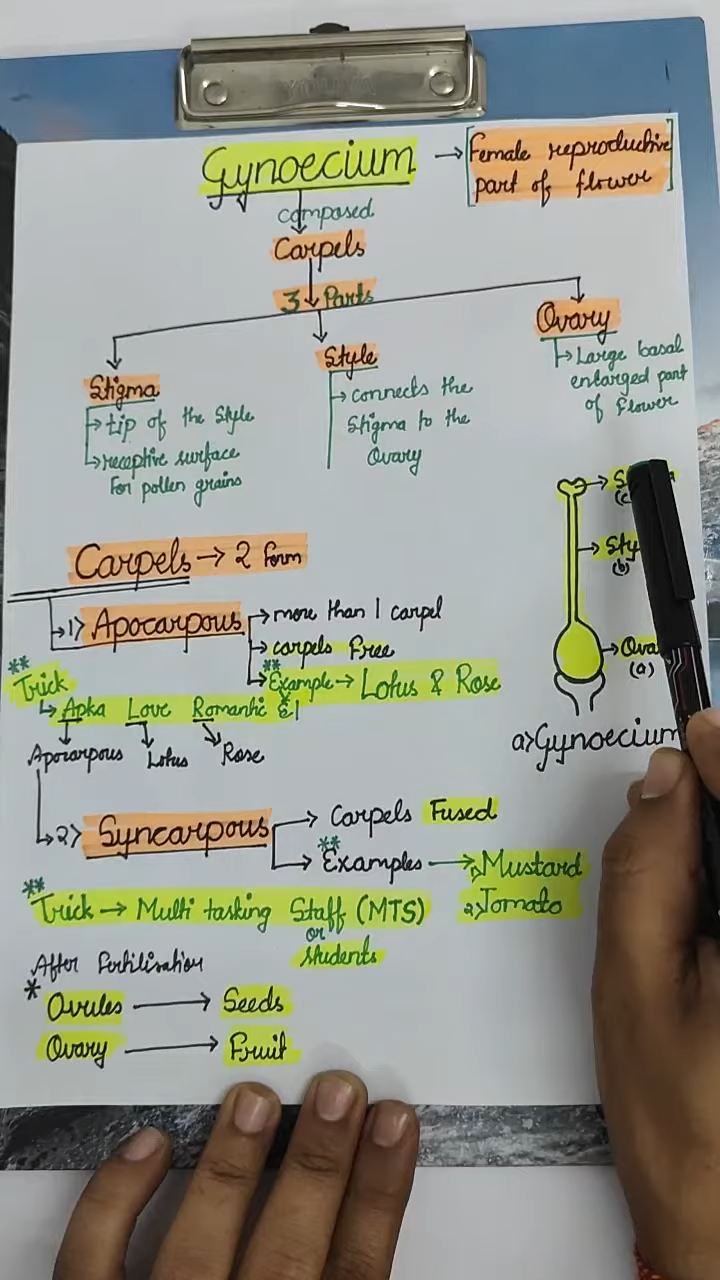 Gynoecium → [Female reproductive
part of flower]
composed
Carpels
3 Parts
Stigma
→ tip of the Style
→ receptive surface
For pollen grains
Style
→ connects the
Stigma to the
Ovary
Ovary
→ Large basal
enlarged part
of flower
Carpels → 2 form
→ 1) Apocarpous
→ more than 1 carpel
→ carpels Free
** Example → Lotus & Rose
**
Trick
→ Apka Love Romantic
Apocarpous Lotus Rose
(b)
(a)
a) Gynoecium
→ 2) Syncarpous
→ Carpels Fused
**
→ Examples → 1) Mustard
2) Tomato
**
Trick → Multi tasking Staff (MTS)
or
students
After Fertilisation
*
Ovules → Seeds
Ovary → Fruit